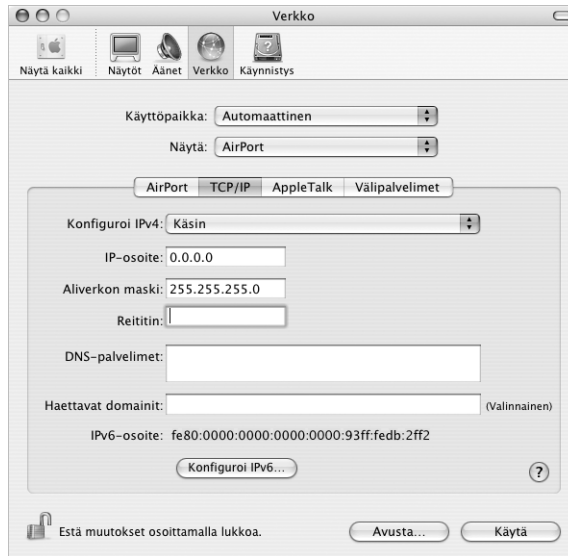 Verkko
Näytä kaikki Näytöt Äänet Verkko Käynnistys
Käyttöpaikka: Automaattinen
Näytä: AirPort
AirPort TCP/IP AppleTalk Välipalvelimet
Konfiguroi IPv4: Käsin
IP-osoite: 0.0.0.0
Aliverkon maski: 255.255.255.0
Reititin:
DNS-palvelimet:
Haettavat domainit: (Valinnainen)
IPv6-osoite: fe80:0000:0000:0000:0000:93ff:fedb:2ff2
Konfiguroi IPv6...
?
Estä muutokset osoittamalla lukkoa. Avusta... Käytä